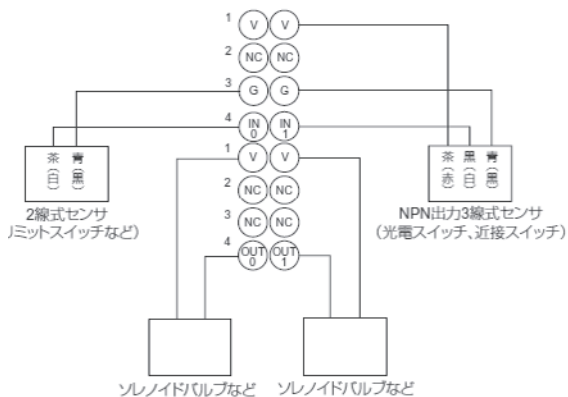 1 V V
2 NC NC
3 G G
4 IN 0 IN 1
1 V V
2 NC NC
3 NC NC
4 OUT 0 OUT 1
茶(白) 青(黒)
2線式センサ
リミットスイッチなど)
茶(赤) 黒(白) 青(黒)
NPN出力3線式センサ
(光電スイッチ、近接スイッチ)
ソレノイドバルブなど
ソレノイドバルブなど